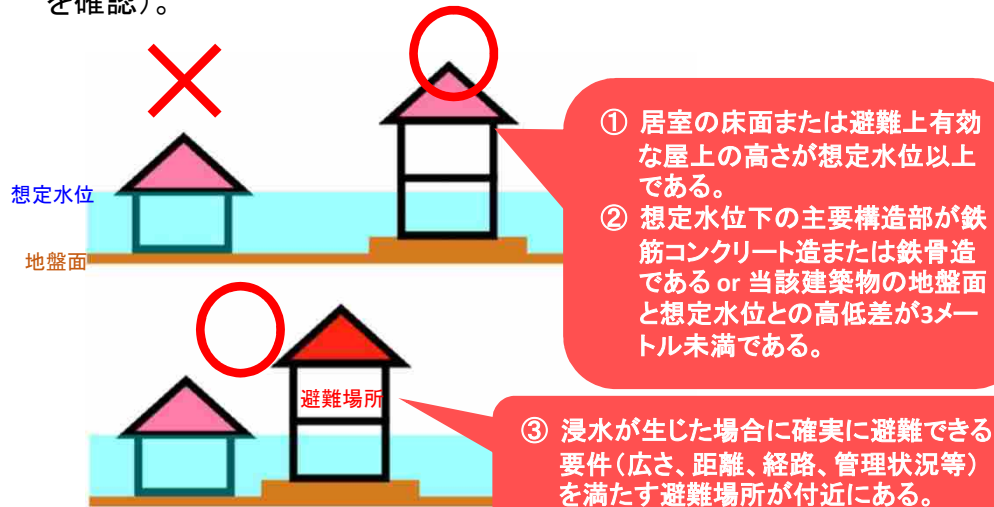 を確認）。
① 居室の床面または避難上有効
な屋上の高さが想定水位以上
である。
② 想定水位下の主要構造部が鉄
筋コンクリート造または鉄骨造
である or 当該建築物の地盤面
と想定水位との高低差が3メー
トル未満である。
想定水位
地盤面
避難場所
③ 浸水が生じた場合に確実に避難できる
要件（広さ、距離、経路、管理状況等）
を満たす避難場所が付近にある。